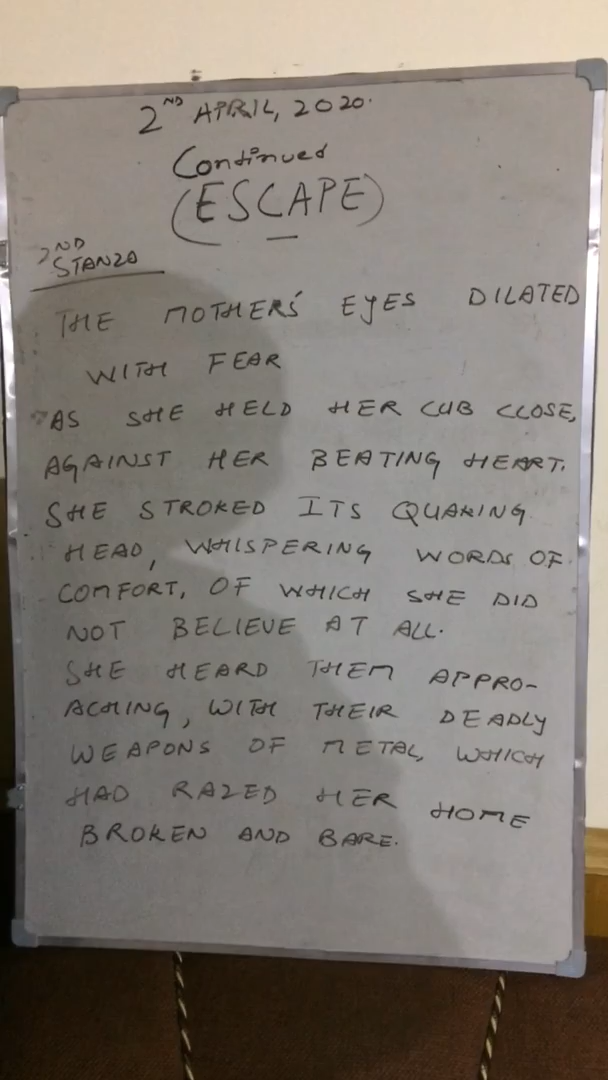 2ND APRIL, 2020.
Continued
(ESCAPE)
2ND
STANZA
THE MOTHERS' EYES DILATED
WITH FEAR
AS SHE HELD HER CUB CLOSE,
AGAINST HER BEATING HEART.
SHE STROKED ITS QUAKING
HEAD, WHISPERING WORDS OF
COMFORT, OF WHICH SHE DID
NOT BELIEVE AT ALL.
SHE HEARD THEM APPRO-
ACHING, WITH THEIR DEADLY
WEAPONS OF METAL, WHICH
HAD RAZED HER HOME
BROKEN AND BARE.